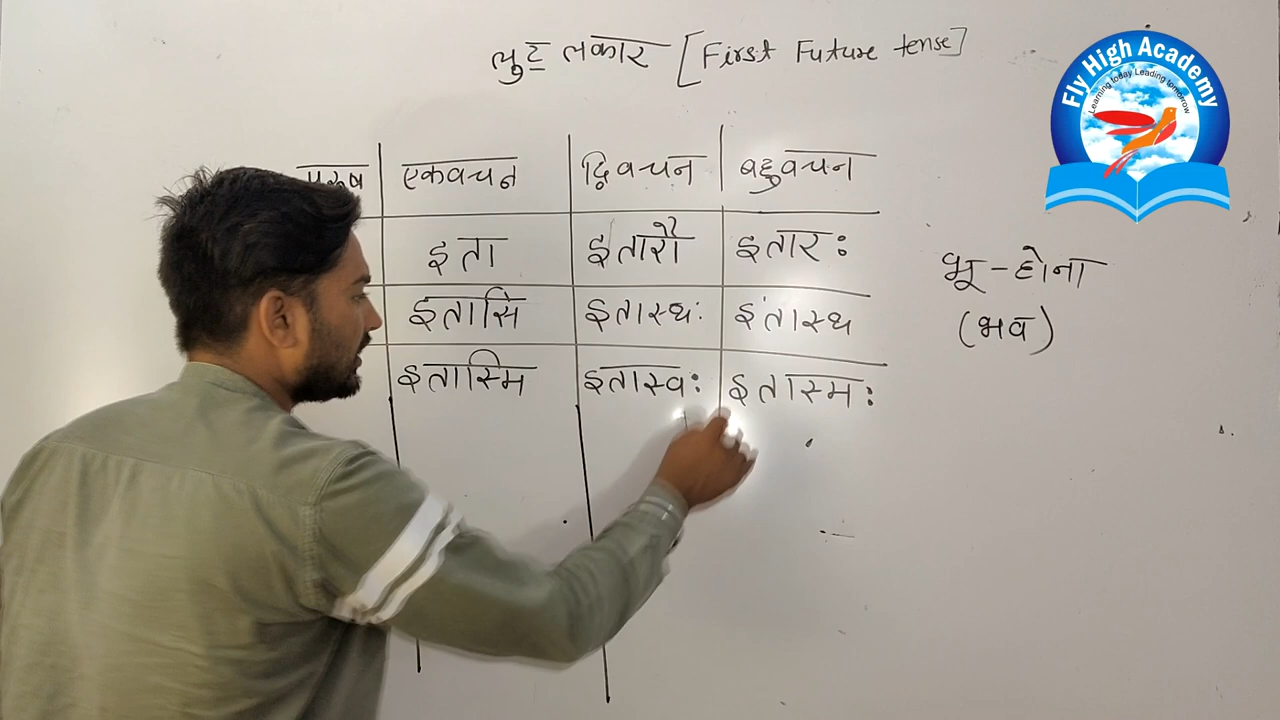 लुट् लकार [First Future tense]
Fly High Academy
Learning today Leading tomorrow
पुरूष एकवचन द्विवचन बहुवचन
इता इतारौ इतारः
इतासि इतास्थः इंतास्थ
इतास्मि इतास्वः इतास्मः
भू-होना
(भव)